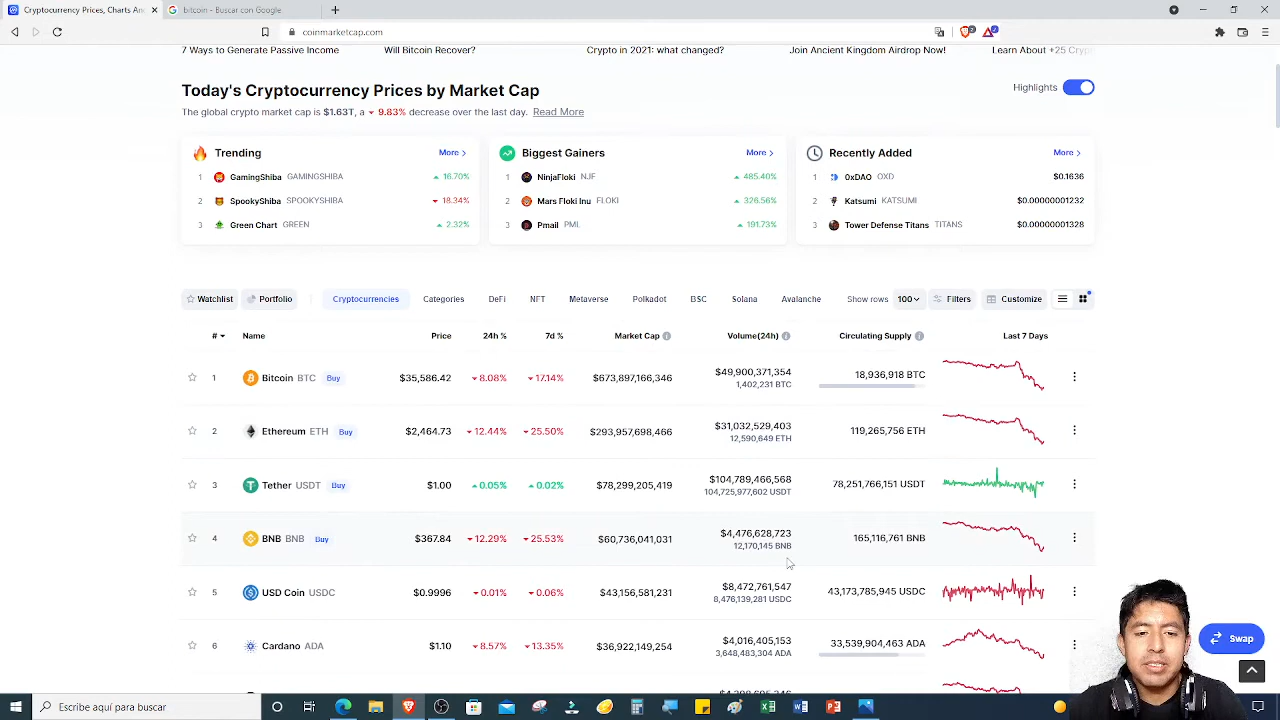 Cryptocurrency Prices, Charts An
bitcoin - Buscar con Google
coinmarketcap.com
7 Ways to Generate Passive Income Will Bitcoin Recover? Crypto in 2021: what changed? Join Ancient Kingdom Airdrop Now! Learn About +25 Cryp
Today's Cryptocurrency Prices by Market Cap
Highlights
The global crypto market cap is $1.63T, a 9.83% decrease over the last day. Read More
Trending More
1 GamingShiba GAMINGSHIBA 16.70%
2 SpookyShiba SPOOKYSHIBA 18.34%
3 Green Chart GREEN 2.32%
Biggest Gainers More
1 NinjaFloki NJF 485.40%
2 Mars Floki Inu FLOKI 326.56%
3 Pmail PML 191.73%
Recently Added More
1 0xDAO OXD $0.1636
2 Katsumi KATSUMI $0.00000001232
3 Tower Defense Titans TITANS $0.000000001328
Watchlist Portfolio Cryptocurrencies Categories DeFi NFT Metaverse Polkadot BSC Solana Avalanche Show rows 100 Filters Customize
# Name Price 24h % 7d % Market Cap Volume(24h) Circulating Supply Last 7 Days
1 Bitcoin BTC Buy $35,586.42 8.08% 17.14% $673,897,166,346 $49,900,371,354 18,936,918 BTC
1,402,231 BTC
2 Ethereum ETH Buy $2,464.73 12.44% 25.50% $293,957,698,466 $31,032,529,403 119,265,756 ETH
12,590,649 ETH
3 Tether USDT Buy $1.00 0.05% 0.02% $78,299,205,419 $104,789,466,568 78,251,766,151 USDT
104,725,977,602 USDT
4 BNB BNB Buy $367.84 12.29% 25.53% $60,736,041,031 $4,476,628,723 165,116,761 BNB
12,170,145 BNB
5 USD Coin USDC $0.9996 0.01% 0.06% $43,156,581,231 $8,472,761,547 43,173,785,945 USDC
8,476,139,281 USDC
6 Cardano ADA $1.10 8.57% 13.35% $36,922,149,254 $4,016,405,153 33,539,904,463 ADA
3,648,483,304 ADA
Swap
Escribe aquí para buscar